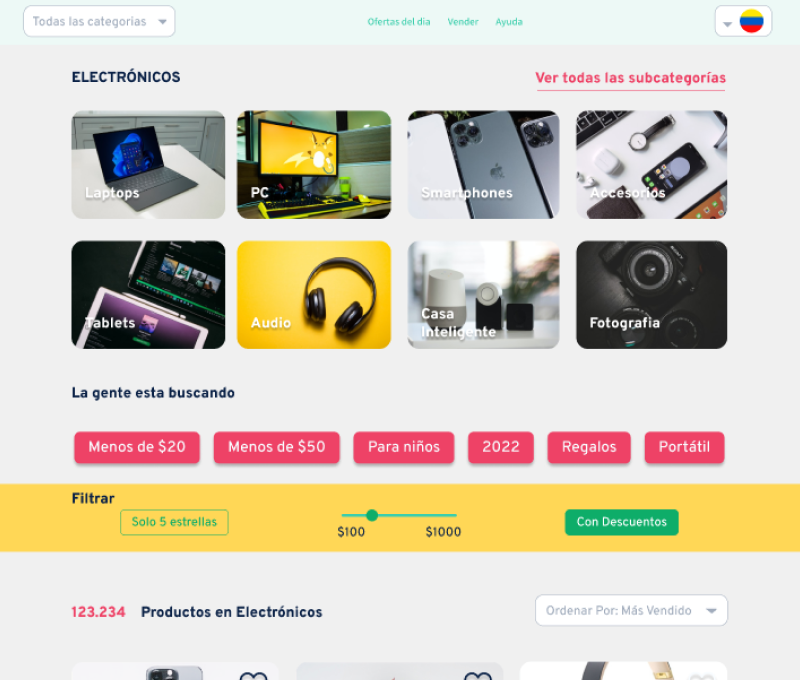 Todas las categorias
Ofertas del dia
Vender
Ayuda
ELECTRÓNICOS
Ver todas las subcategorías
Laptops
PC
Smartphones
Accesorios
Tablets
Audio
Casa
Inteligente
Fotografia
La gente esta buscando
Menos de $20
Menos de $50
Para niños
2022
Regalos
Portátil
Filtrar
Solo 5 estrellas
$100
$1000
Con Descuentos
123.234 Productos en Electrónicos
Ordenar Por: Más Vendido